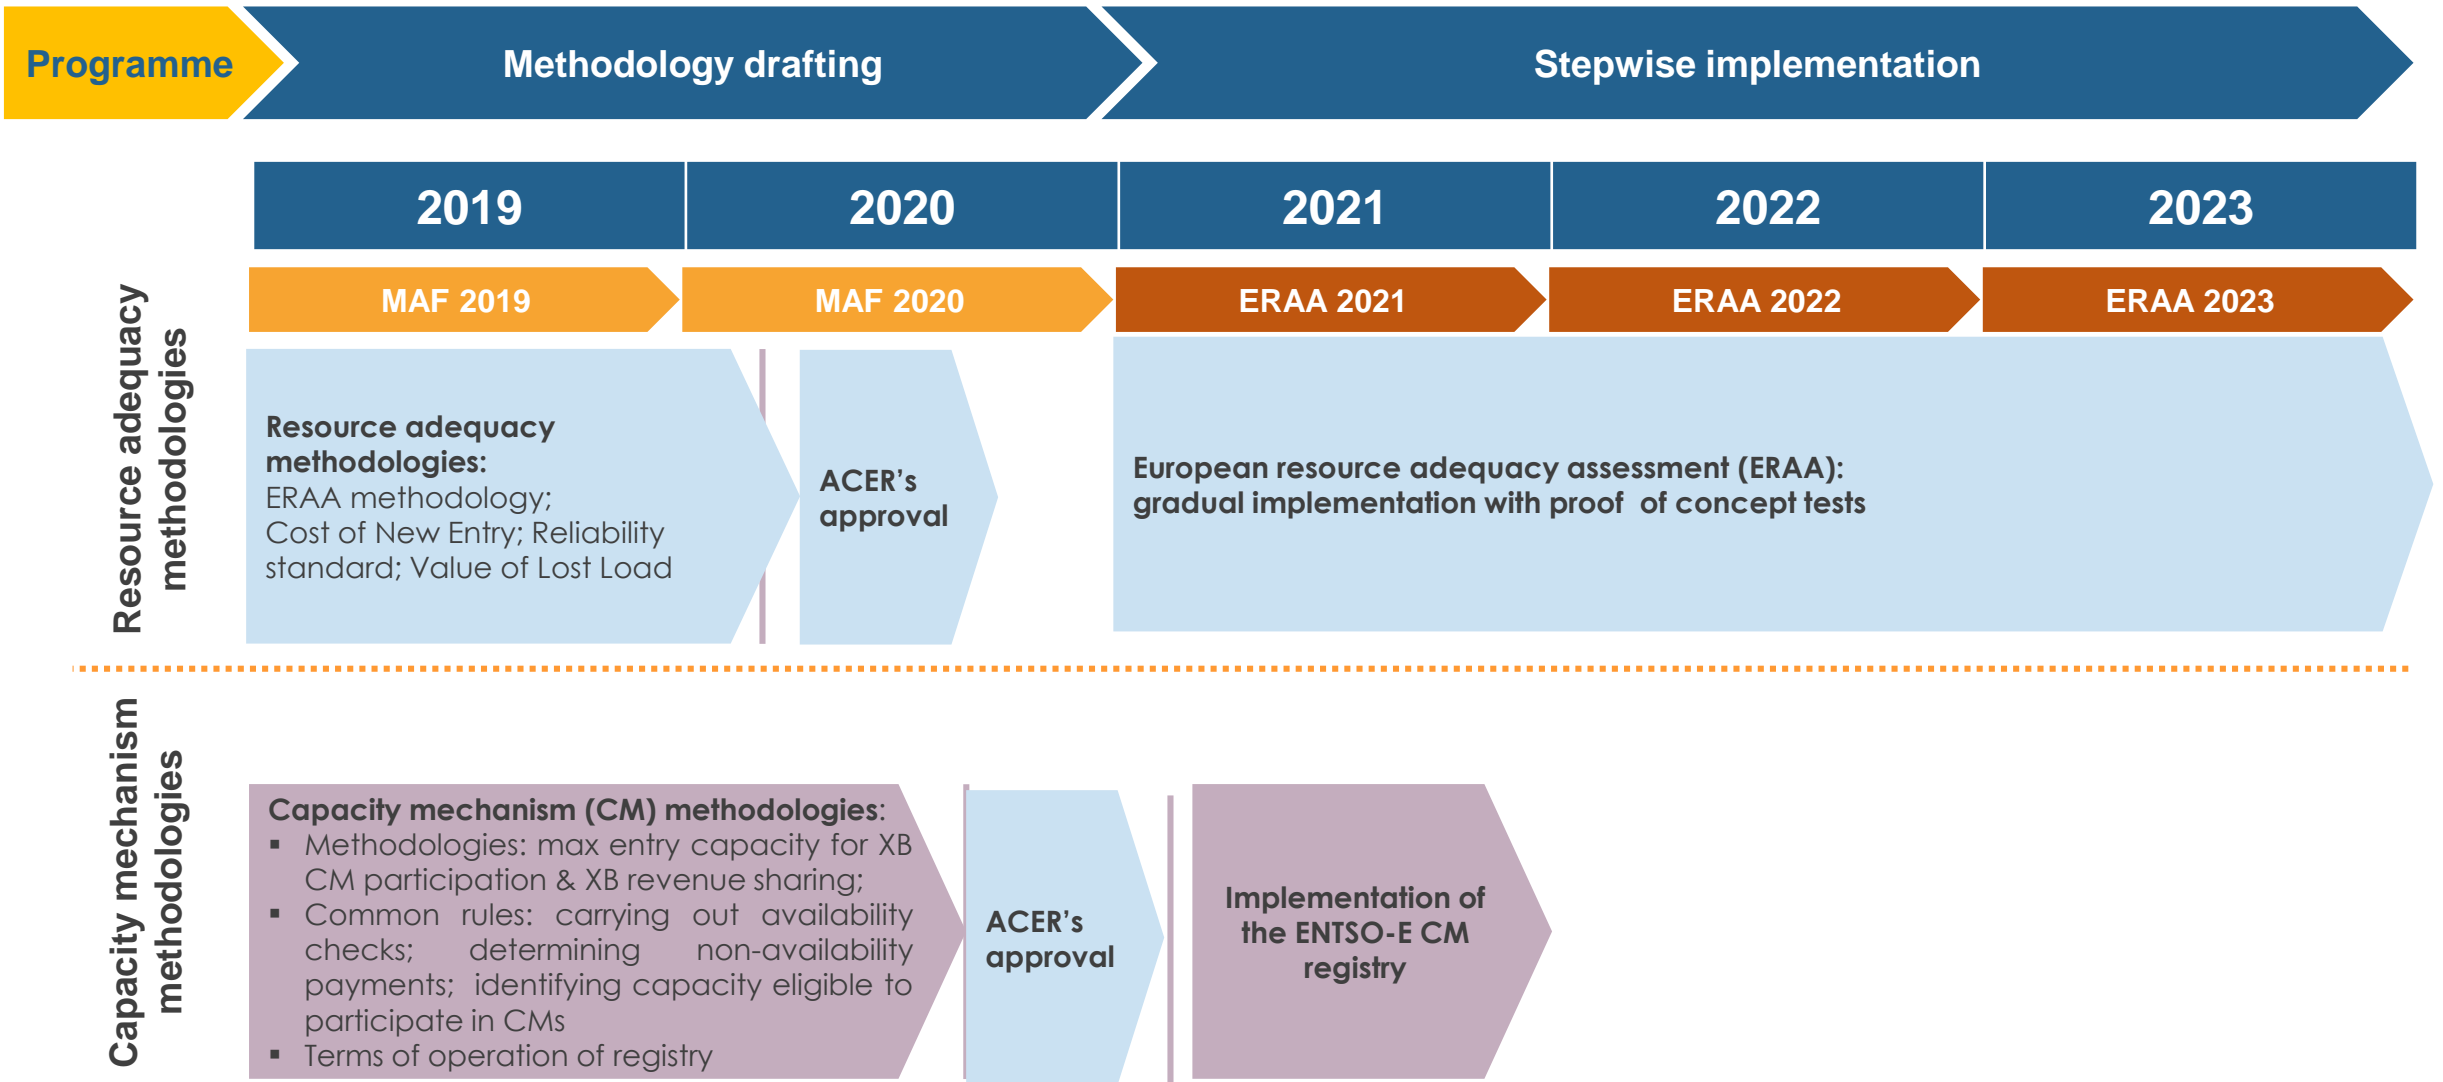 Programme
Methodology drafting
Stepwise implementation
2019
2020
2021
2022
2023
MAF 2019
MAF 2020
ERAA 2021
ERAA 2022
ERAA 2023
Resource adequacy
methodologies
Resource adequacy
methodologies:
ERAA methodology;
Cost of New Entry; Reliability
standard; Value of Lost Load
ACER’s
approval
European resource adequacy assessment (ERAA):
gradual implementation with proof of concept tests
Capacity mechanism
methodologies
Capacity mechanism (CM) methodologies:
▪ Methodologies: max entry capacity for XB
CM participation & XB revenue sharing;
▪ Common rules: carrying out availability
checks; determining non-availability
payments; identifying capacity eligible to
participate in CMs
▪ Terms of operation of registry
ACER’s
approval
Implementation of
the ENTSO-E CM
registry